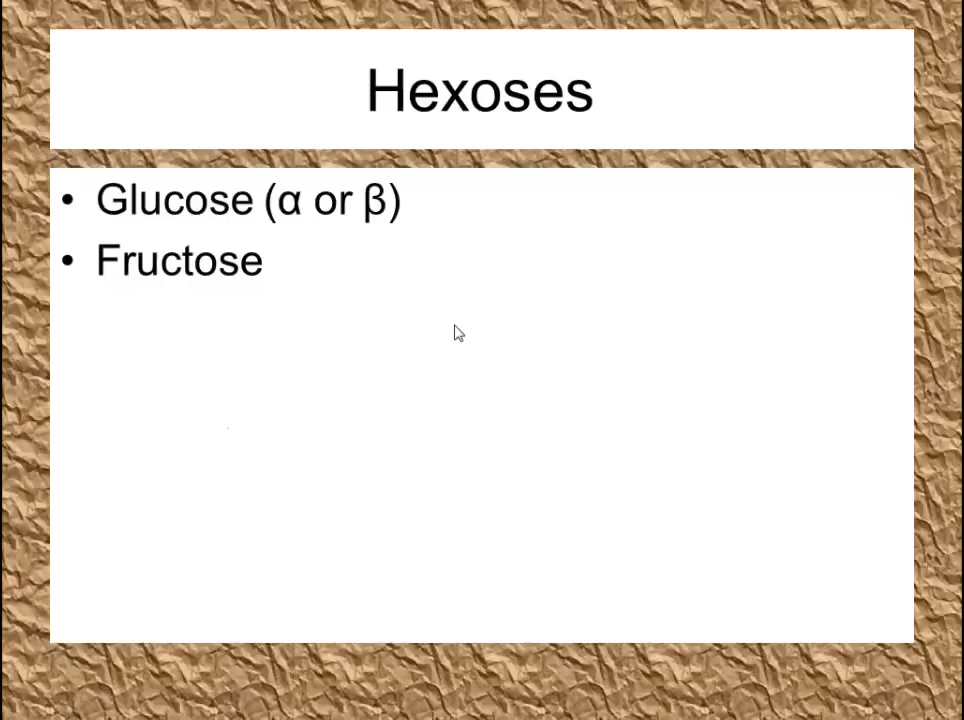 Hexoses
• Glucose (α or β)
• Fructose